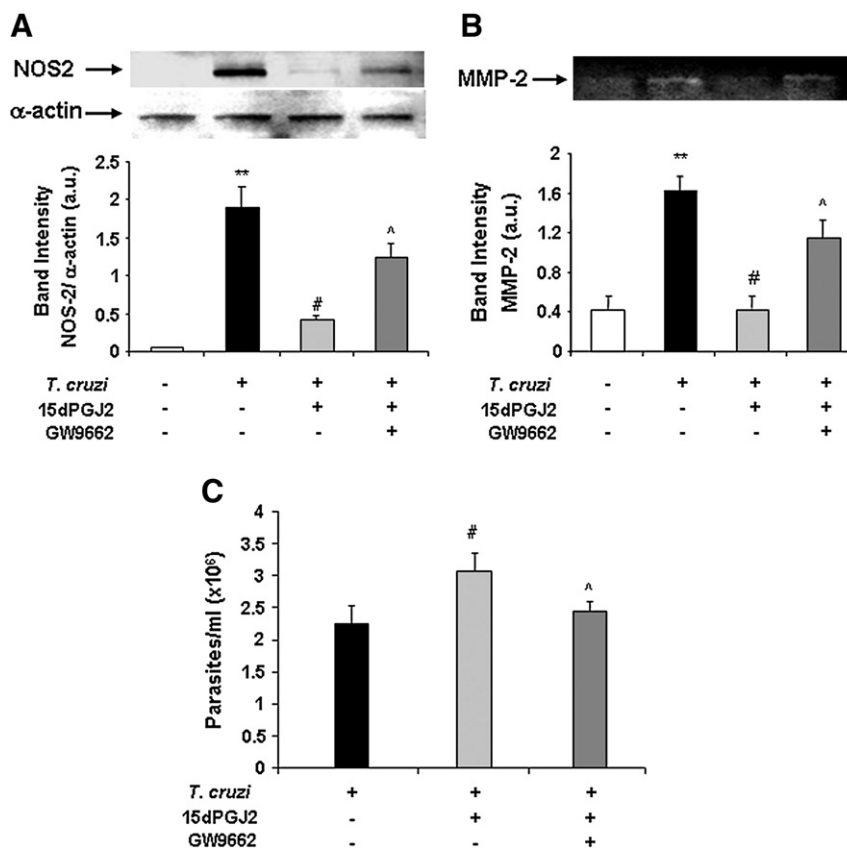 A
NOS2
α-actin
Band Intensity
NOS-2/ α-actin (a.u.)
2.5
2
1.5
1
0.5
0
**
#
^
T. cruzi - + + +
15dPGJ2 - - + +
GW9662 - - - +
B
MMP-2
Band Intensity
MMP-2 (a.u.)
2
1.6
1.2
0.8
0.4
0
**
#
^
T. cruzi - + + +
15dPGJ2 - - + +
GW9662 - - - +
C
Parasites/ml (x10⁶)
4
3.5
3
2.5
2
1.5
1
0.5
0
#
^
T. cruzi + + +
15dPGJ2 - + +
GW9662 - - +